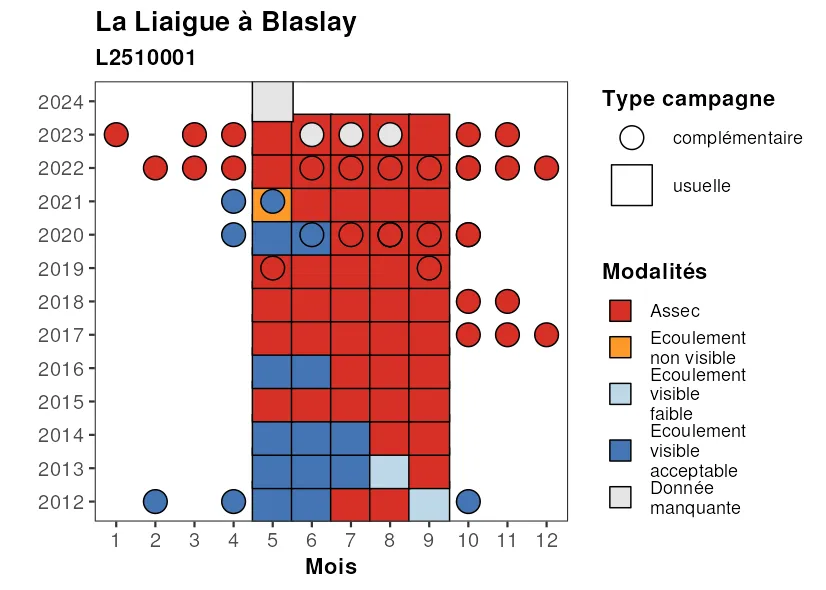 La Liaigue à Blaslay
L2510001
2024
2023
2022
2021
2020
2019
2018
2017
2016
2015
2014
2013
2012
1 2 3 4 5 6 7 8 9 10 11 12
Mois
Type campagne
complémentaire
usuelle
Modalités
Assec
Ecoulement
non visible
Ecoulement
visible
faible
Ecoulement
visible
acceptable
Donnée
manquante